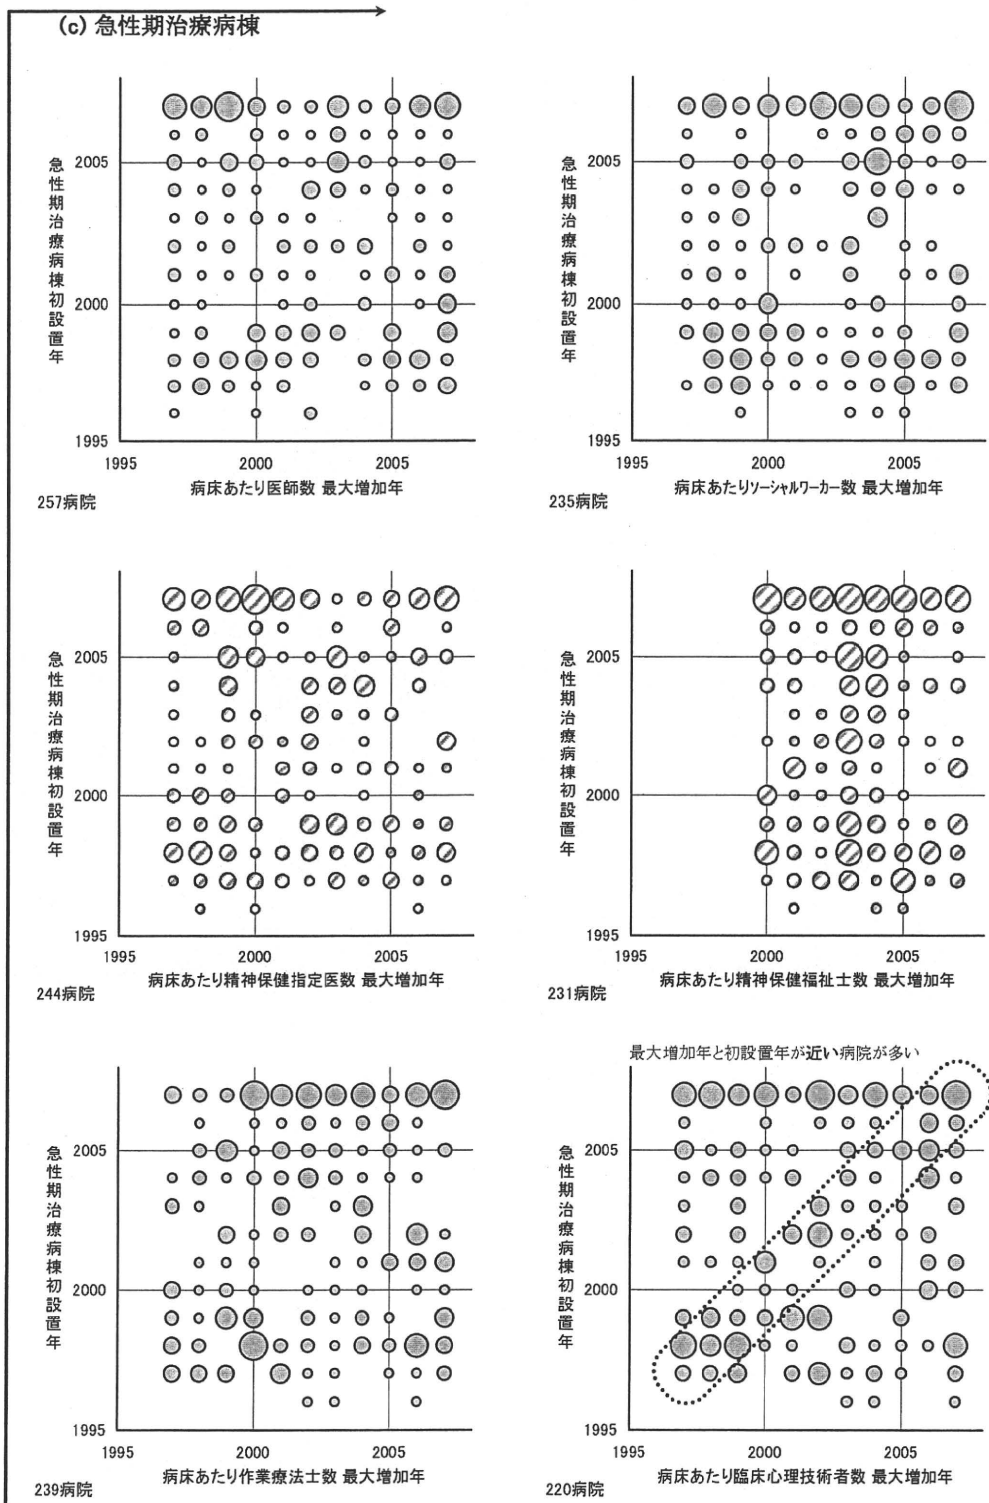 (c) 急性期治療病棟
急性期治療病棟初設置年
2005
2000
1995
1995 2000 2005
病床あたり医師数 最大増加年
257病院
急性期治療病棟初設置年
2005
2000
1995
1995 2000 2005
病床あたりソーシャルワーカー数 最大増加年
235病院
急性期治療病棟初設置年
2005
2000
1995
1995 2000 2005
病床あたり精神保健指定医数 最大増加年
244病院
急性期治療病棟初設置年
2005
2000
1995
1995 2000 2005
病床あたり精神保健福祉士数 最大増加年
231病院
急性期治療病棟初設置年
2005
2000
1995
1995 2000 2005
病床あたり作業療法士数 最大増加年
239病院
最大増加年と初設置年が近い病院が多い
急性期治療病棟初設置年
2005
2000
1995
1995 2000 2005
病床あたり臨床心理技術者数 最大増加年
220病院